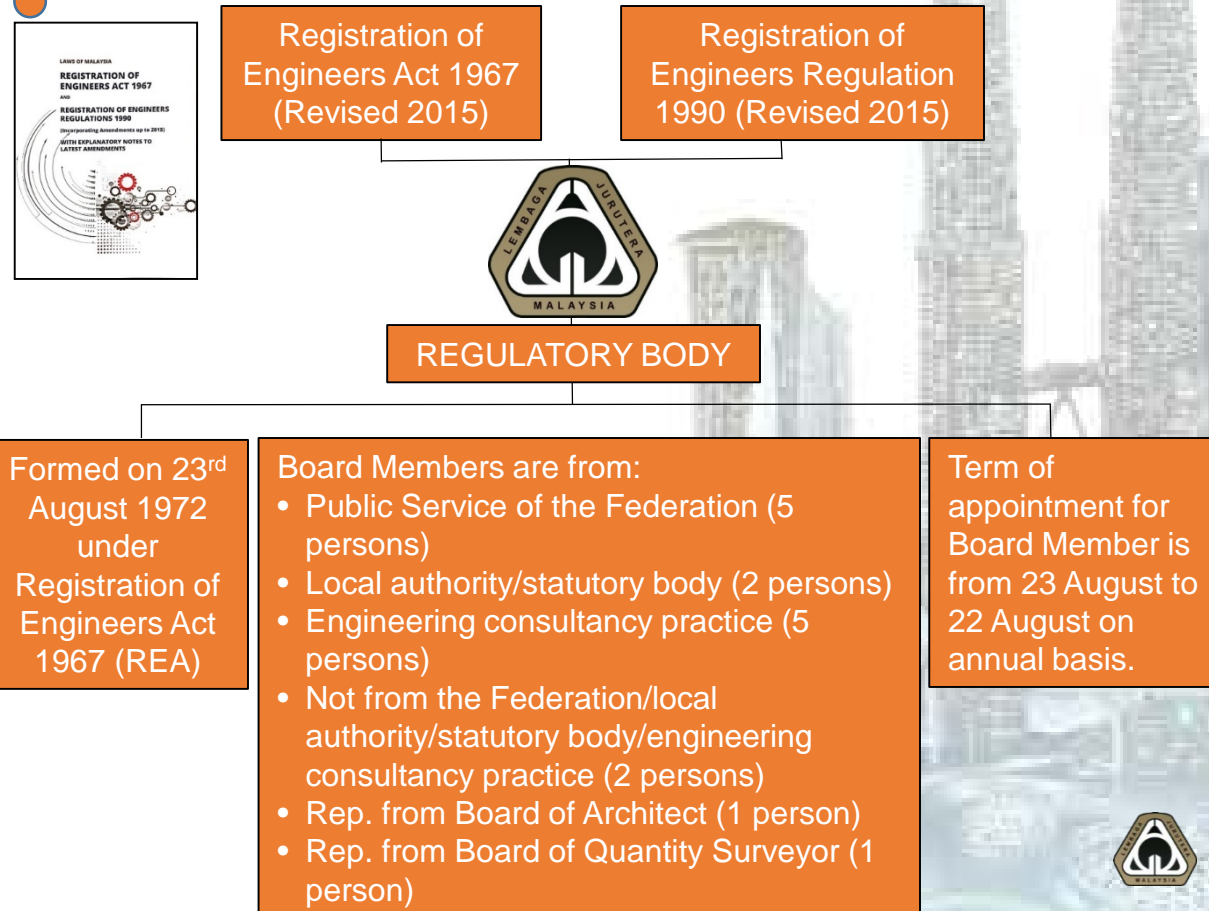 LAWS OF MALAYSIA
REGISTRATION OF
ENGINEERS ACT 1967
AND
REGISTRATION OF ENGINEERS
REGULATIONS 1990
(Incorporating Amendments up to 2015)
WITH EXPLANATORY NOTES TO
LATEST AMENDMENTS
Registration of
Engineers Act 1967
(Revised 2015)
Registration of
Engineers Regulation
1990 (Revised 2015)
LEMBAGA JURUTERA
MALAYSIA
REGULATORY BODY
Formed on 23rd
August 1972
under
Registration of
Engineers Act
1967 (REA)
Board Members are from:
• Public Service of the Federation (5
persons)
• Local authority/statutory body (2 persons)
• Engineering consultancy practice (5
persons)
• Not from the Federation/local
authority/statutory body/engineering
consultancy practice (2 persons)
• Rep. from Board of Architect (1 person)
• Rep. from Board of Quantity Surveyor (1
person)
Term of
appointment for
Board Member is
from 23 August to
22 August on
annual basis.
LEMBAGA JURUTERA
MALAYSIA